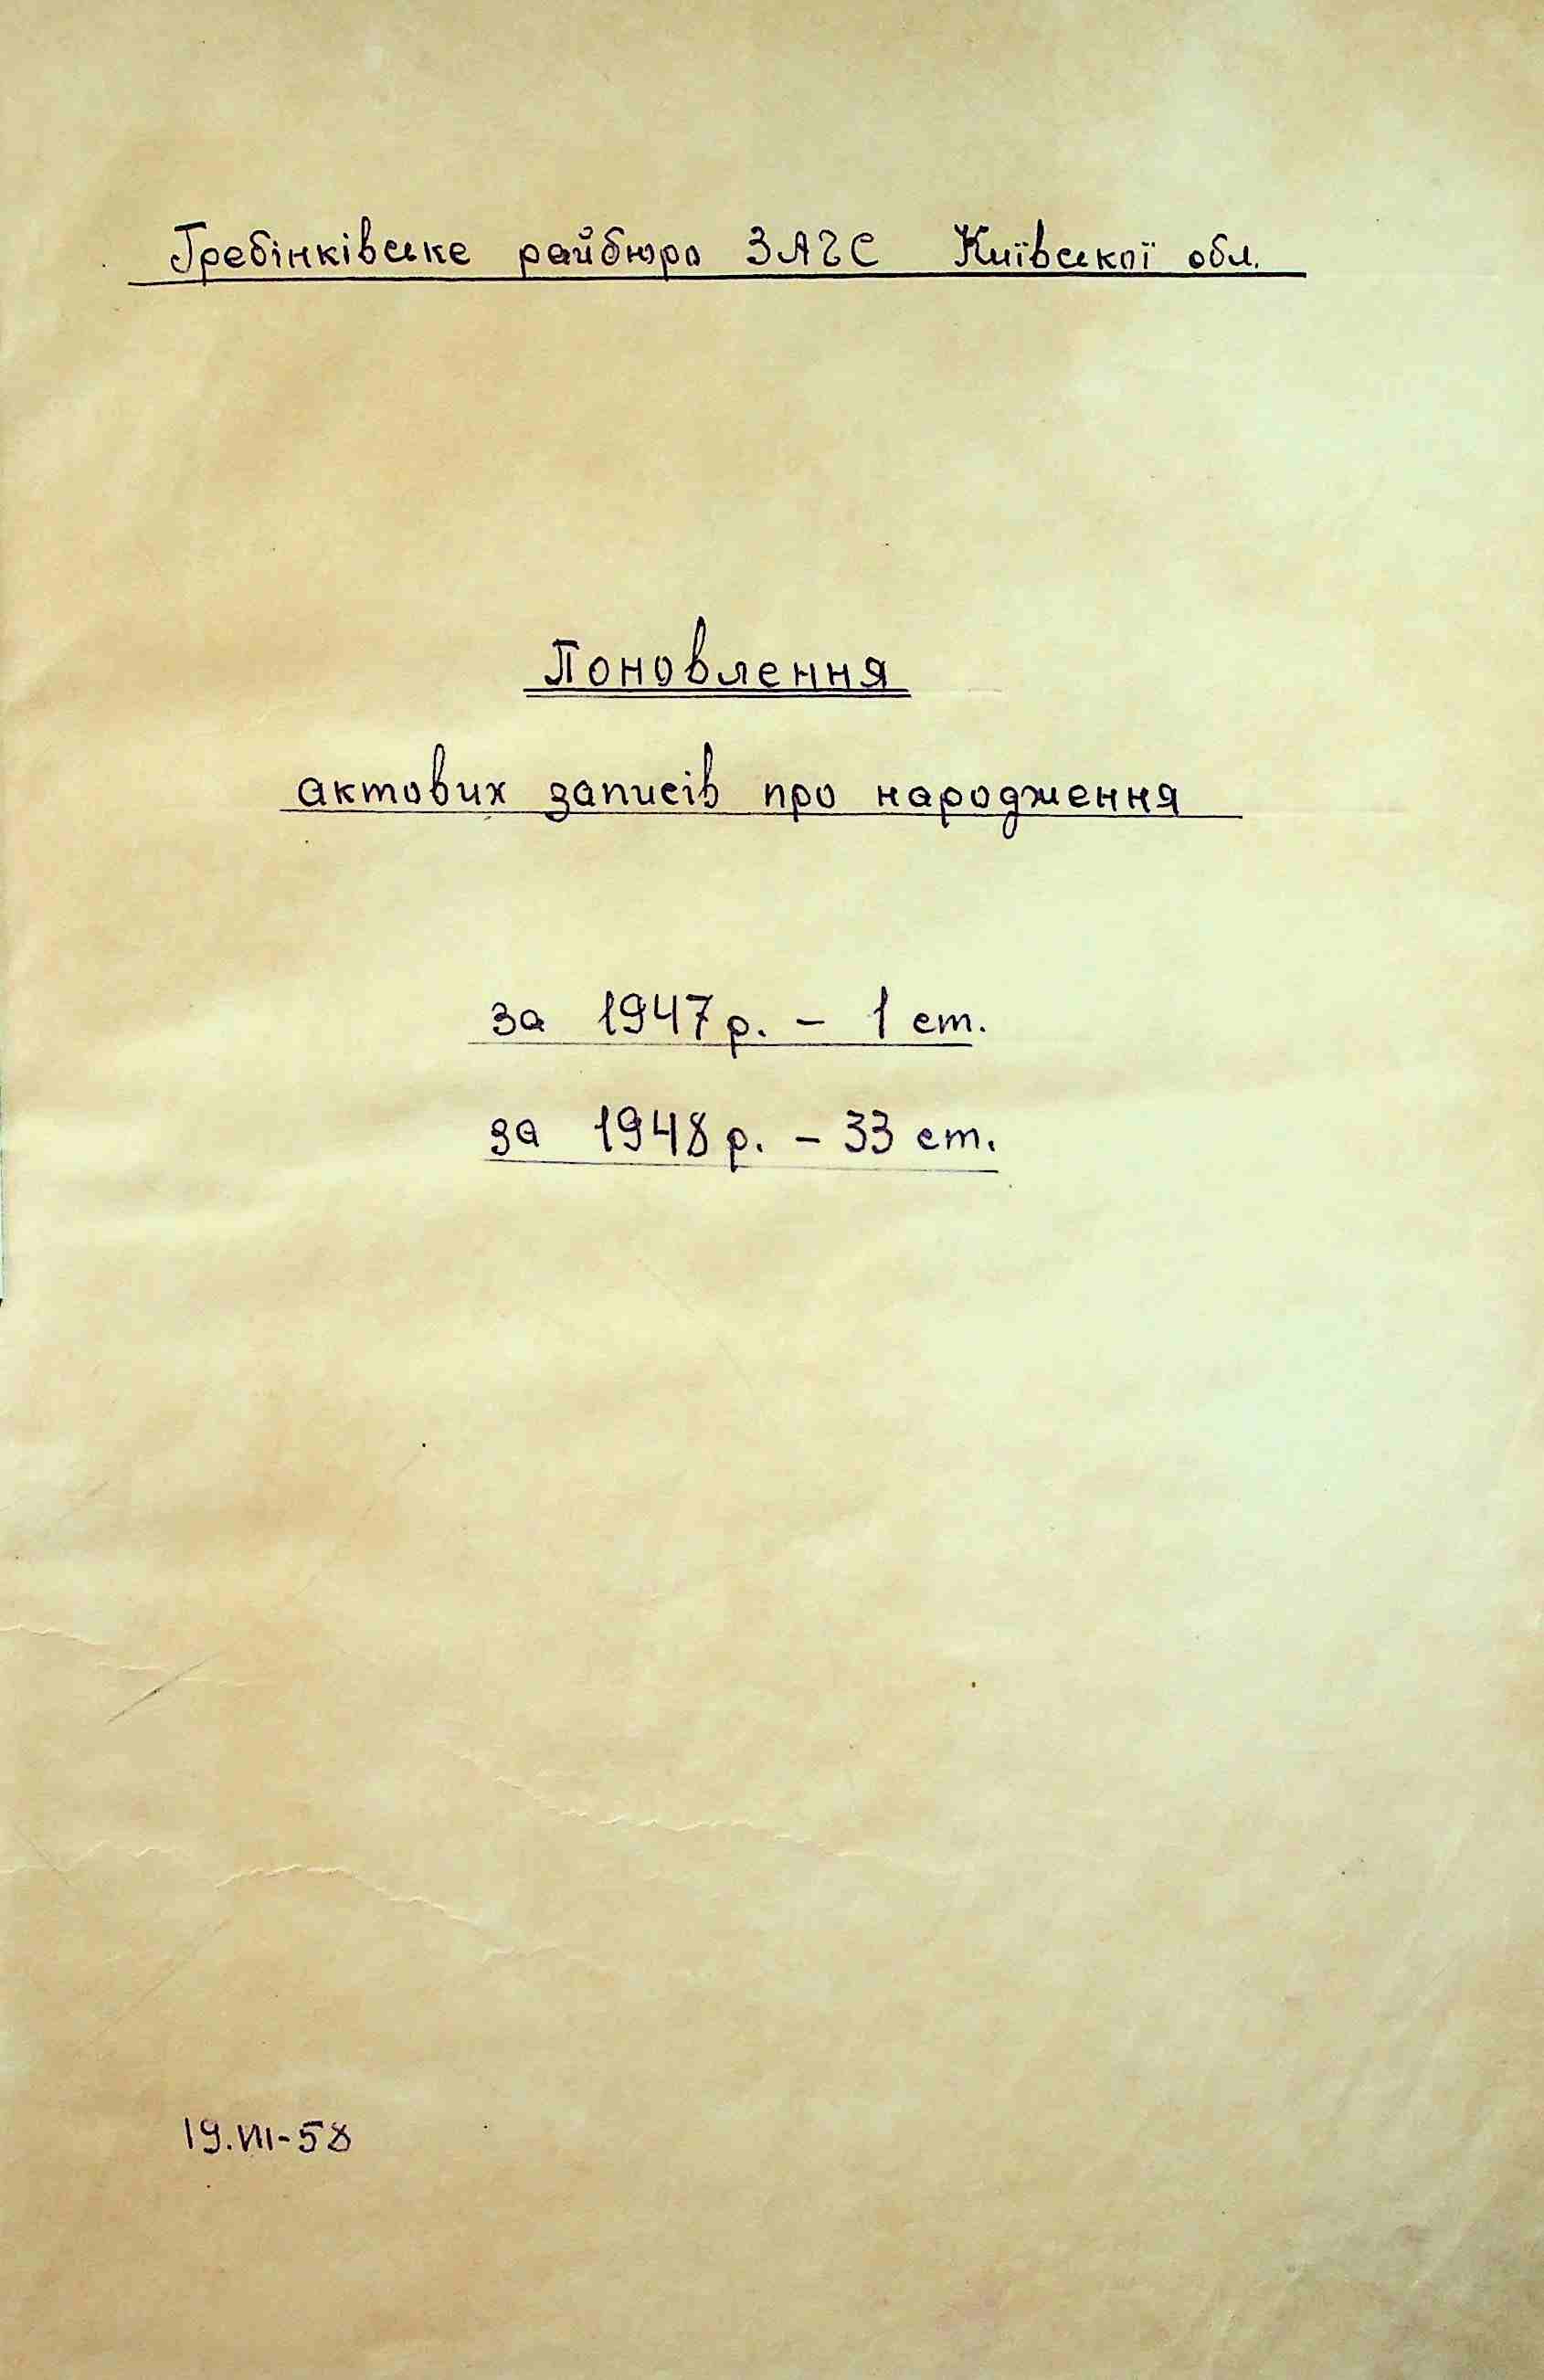 Гребінківське райбюро ЗАГС Київської обл.
Поновлення
актових записів про народження
за 1947 р. – 1 ст.
за 1948 р. – 33 ст.
19.VIII-58